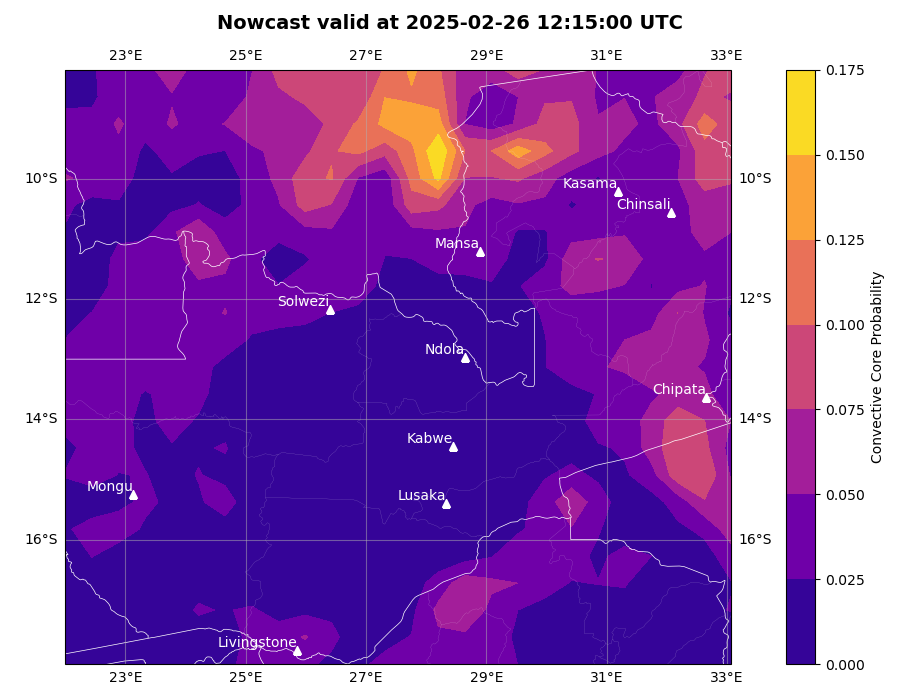 Nowcast valid at 2025-02-26 12:15:00 UTC
23°E 25°E 27°E 29°E 31°E 33°E
0.175
0.150
10°S Kasama 10°S
Chinsali
0.125
Mansa
12°S Solwezi 12°S
0.100
Ndola
Chipata
0.075
14°S 14°S
Kabwe
Mongu Lusaka
0.050
16°S 16°S
0.025
Livingstone
0.000
23°E 25°E 27°E 29°E 31°E 33°E
Convective Core Probability